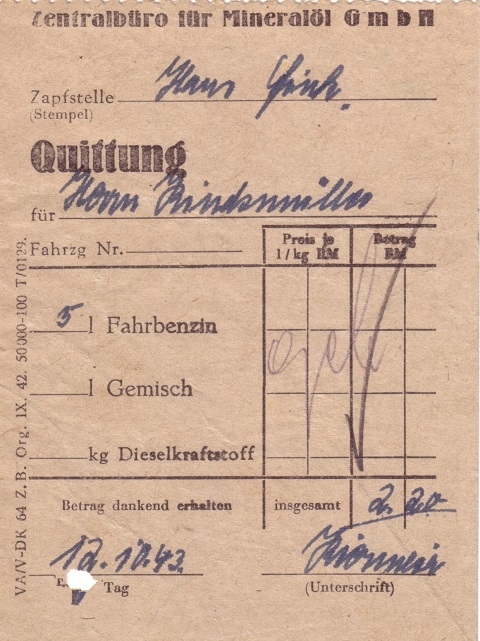 Zentralbüro für Mineralöl GmbH
Zapfstelle Hans
(Stempel)
Quittung
für Herrn Rindsmüller
Fahrzg Nr.
Preis je
1/kg RM
Betrag
RM
5 l Fahrbenzin
l Gemisch
kg Dieselkraftstoff
Betrag dankend erhalten insgesamt 2.20
12.10.43.
Tag (Unterschrift)
VA/V-DK 64 Z.B. Org. IX. 42. 50000-100 T/0129.